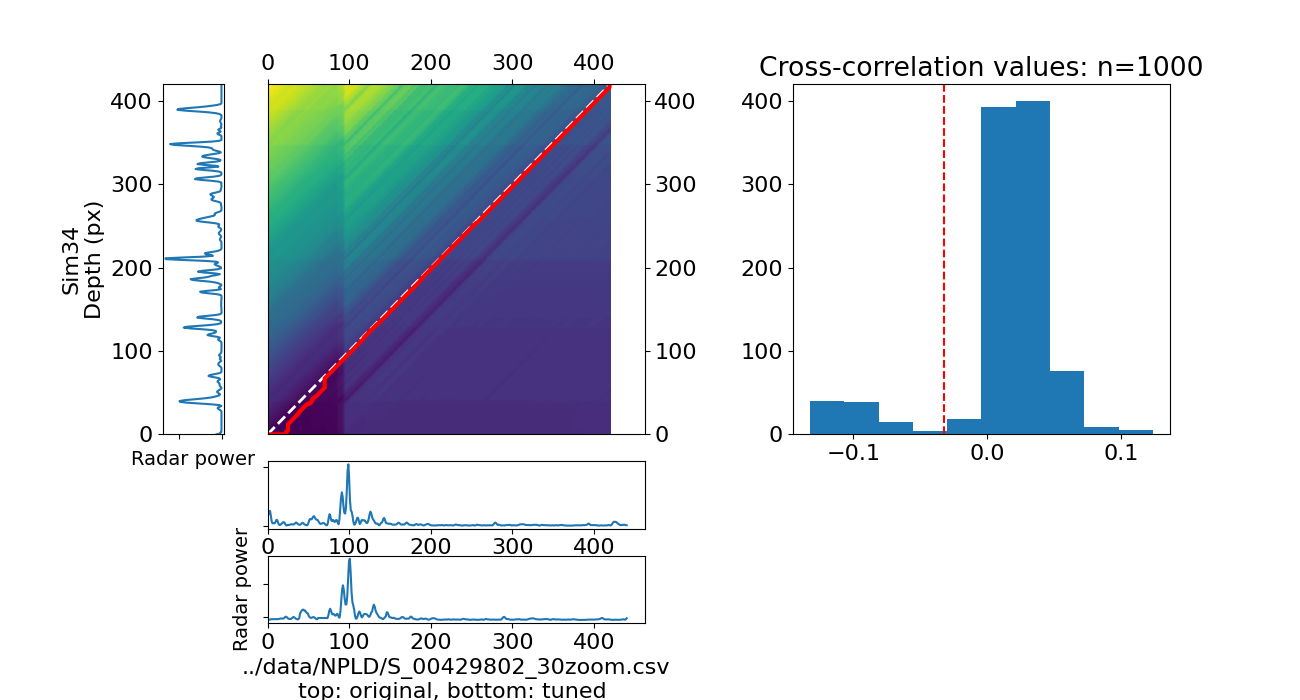 Cross-correlation values: n=1000
0 100 200 300 400
400 300 200 100 0
Sim34
Depth (px)
400 300 200 100 0
400 300 200 100 0
−0.1 0.0 0.1
Radar power
0 100 200 300 400
Radar power
0 100 200 300 400
../data/NPLD/S_00429802_30zoom.csv
top: original, bottom: tuned